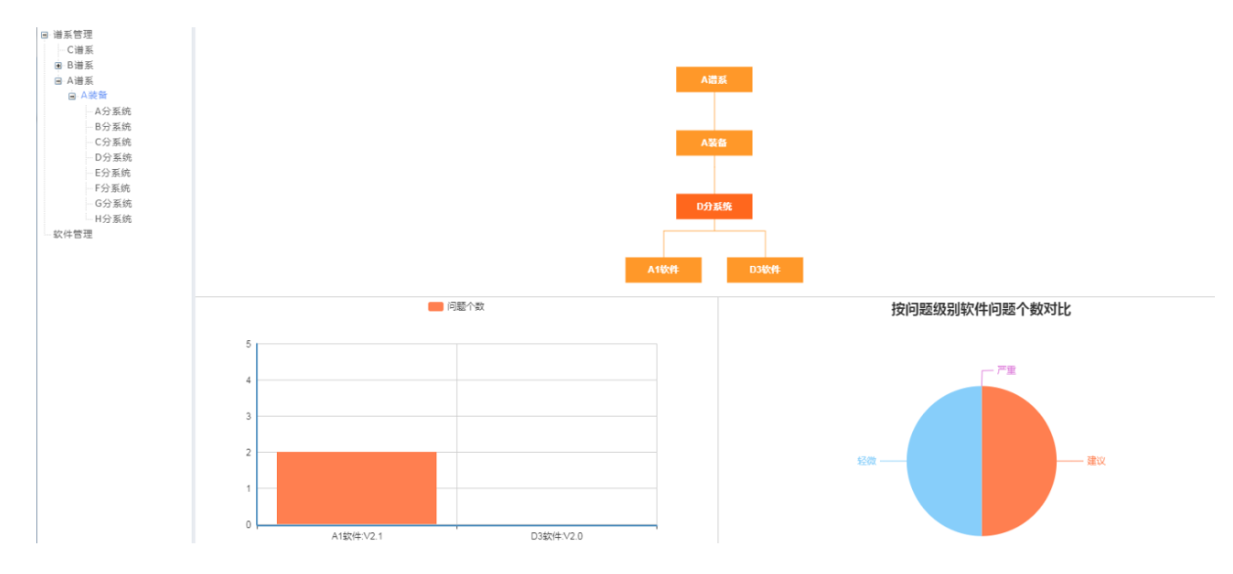 谱系管理
C谱系
B谱系
A谱系
A装备
A分系统
B分系统
C分系统
D分系统
E分系统
F分系统
G分系统
H分系统
软件管理
A谱系
A装备
D分系统
A1软件
D3软件
问题个数
5
4
3
2
1
0
A1软件:V2.1
D3软件:V2.0
按问题级别软件问题个数对比
严重
轻微
建议